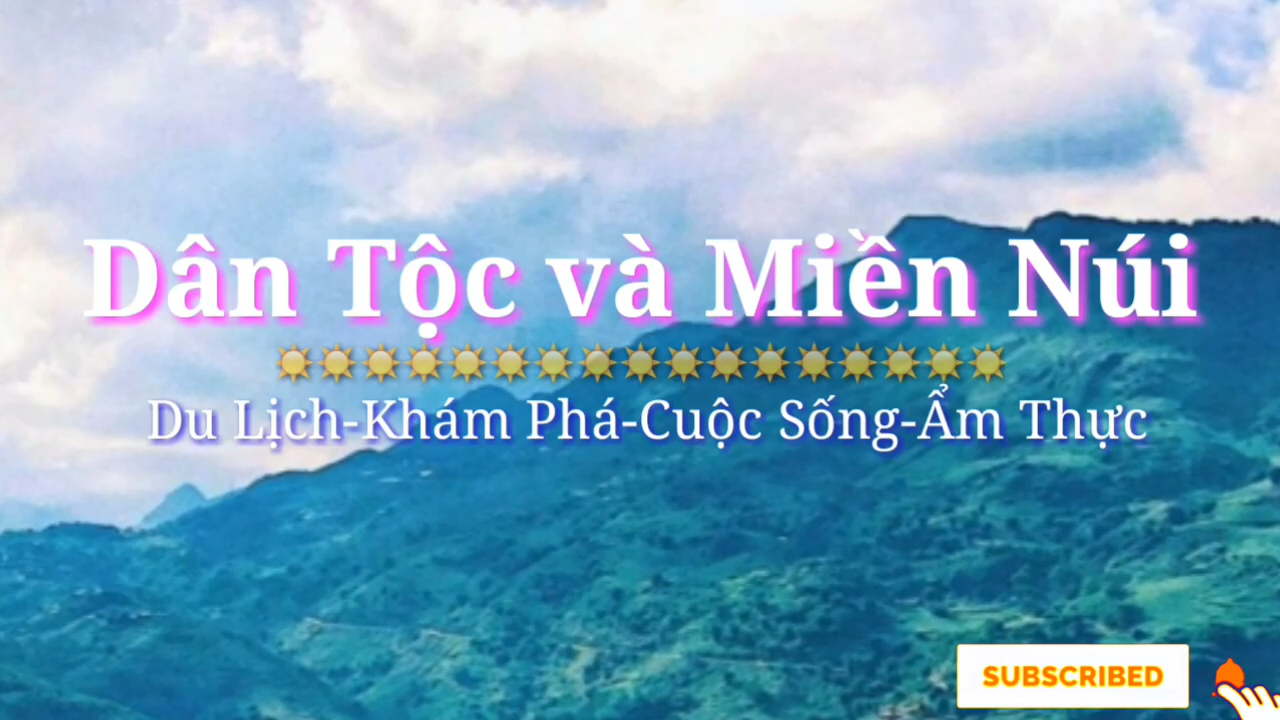 Dân Tộc và Miền Núi
Du Lịch-Khám Phá-Cuộc Sống-Ẩm Thực
SUBSCRIBED